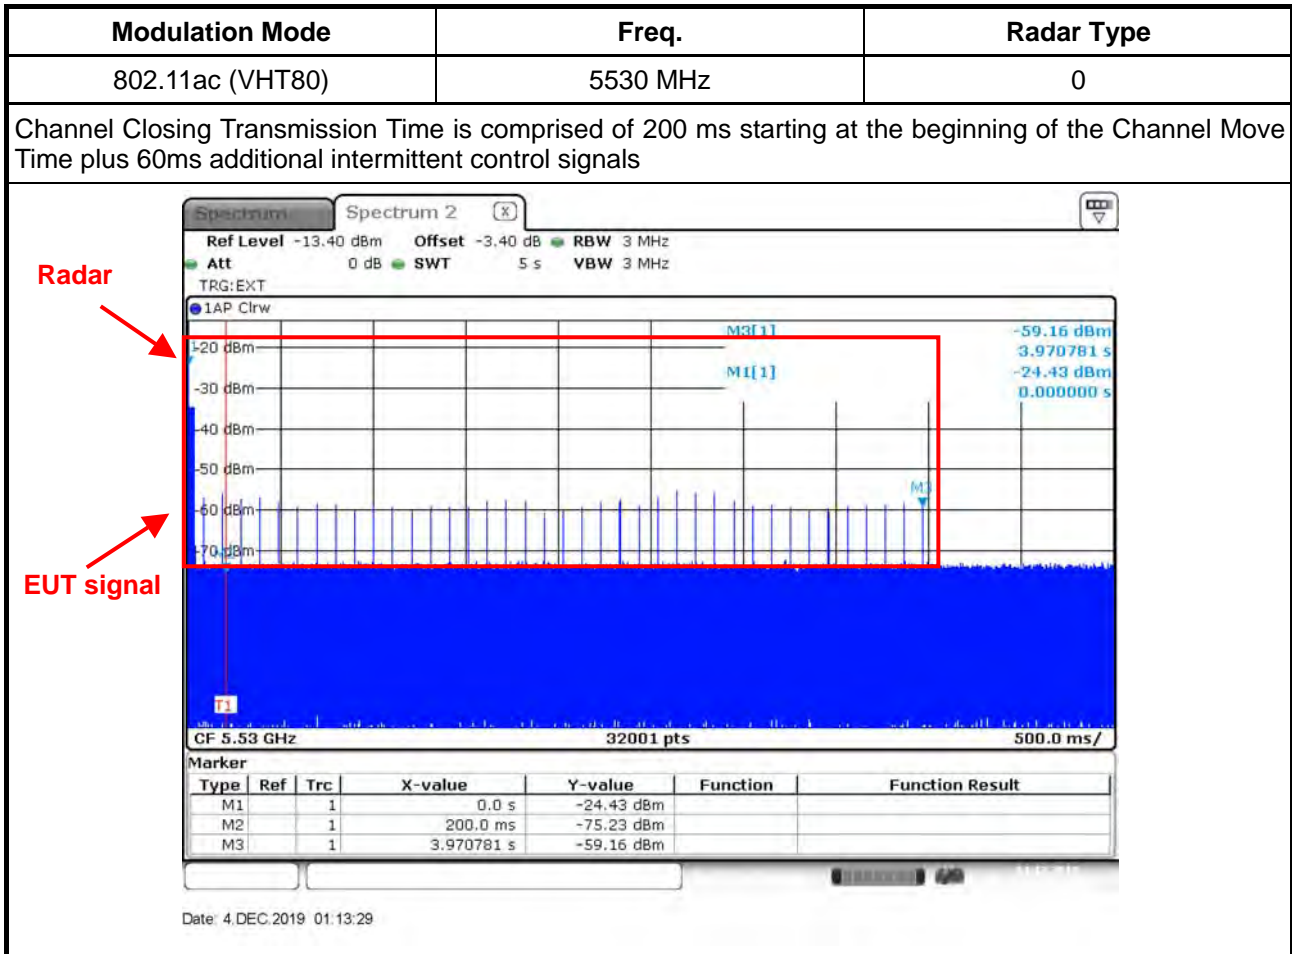 Modulation Mode Freq. Radar Type
802.11ac (VHT80) 5530 MHz 0
Channel Closing Transmission Time is comprised of 200 ms starting at the beginning of the Channel Move
Time plus 60ms additional intermittent control signals
Spectrum Spectrum 2 X
Ref Level -13.40 dBm Offset -3.40 dB RBW 3 MHz
Att 0 dB SWT 5 s VBW 3 MHz
TRG:EXT
1AP Clrw
Radar
M3[1] -59.16 dBm
3.970781 s
M1[1] -24.43 dBm
0.000000 s
-20 dBm
-30 dBm
-40 dBm
-50 dBm
M3
-60 dBm
-70 dBm
EUT signal
T1
CF 5.53 GHz 32001 pts 500.0 ms/
Marker
Type Ref Trc X-value Y-value Function Function Result
M1 1 0.0 s -24.43 dBm
M2 1 200.0 ms -75.23 dBm
M3 1 3.970781 s -59.16 dBm
Date: 4.DEC.2019 01:13:29